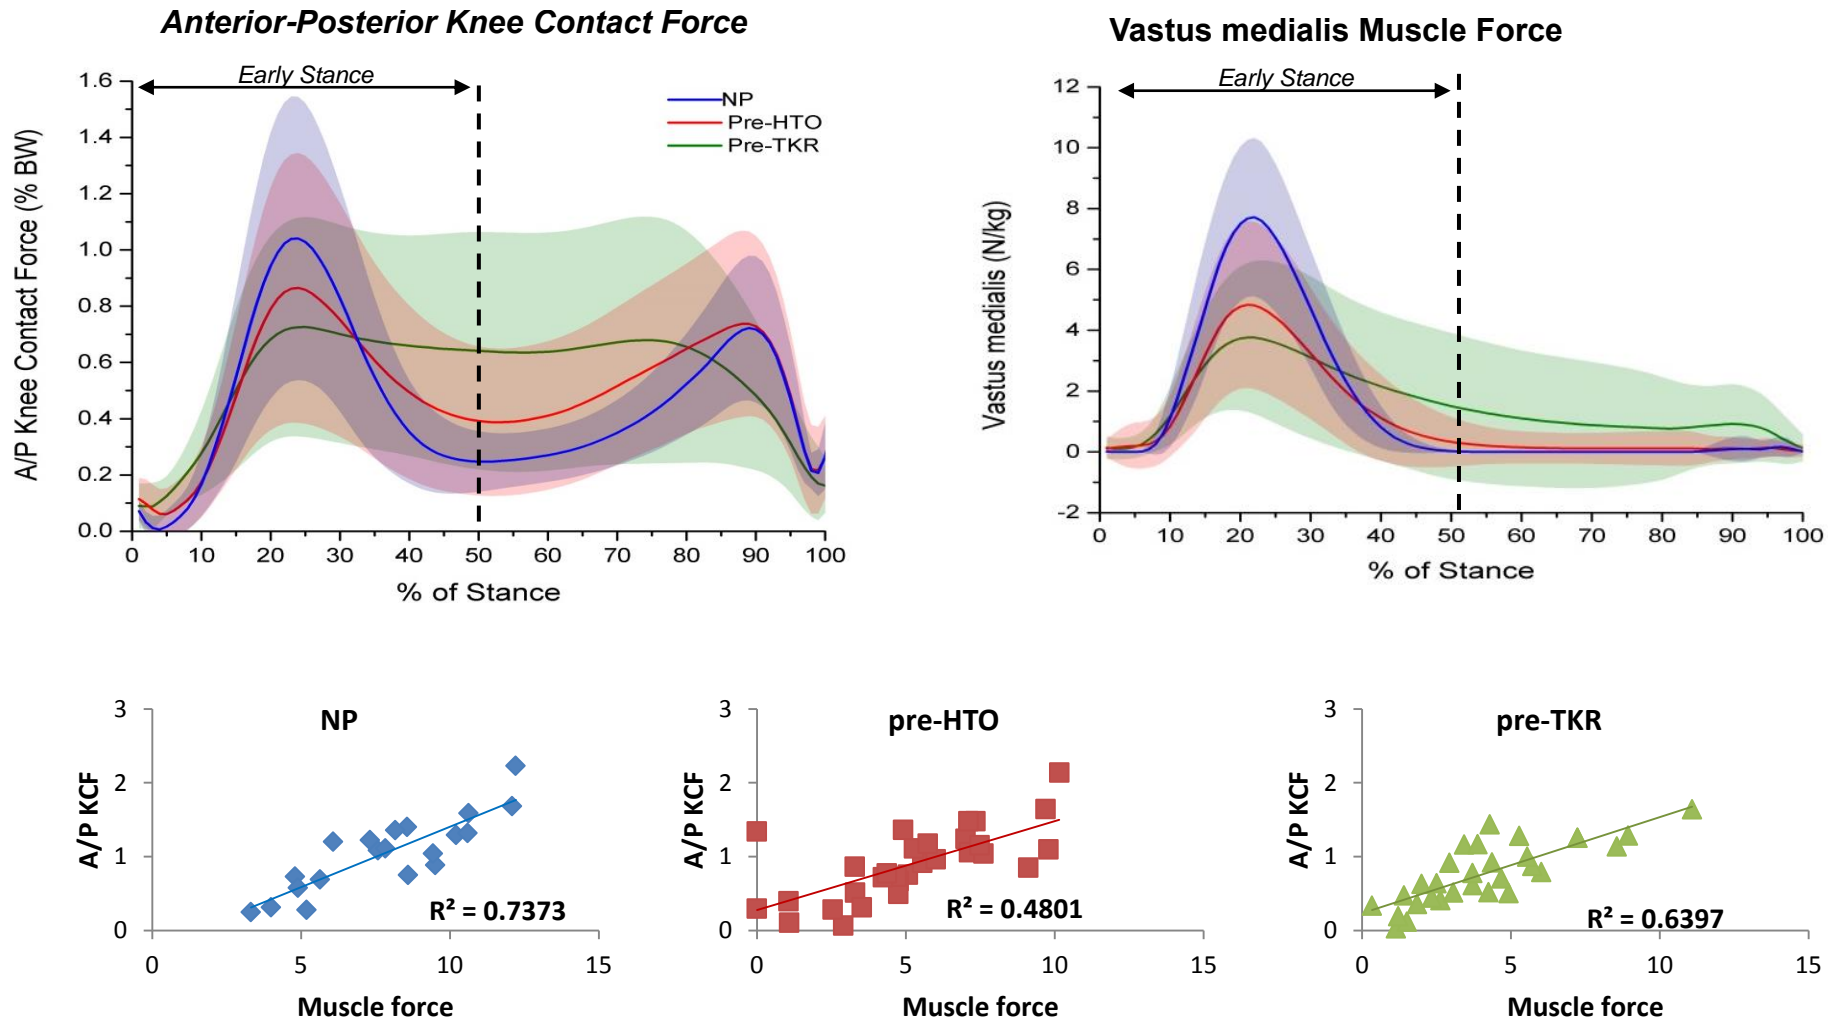 Anterior-Posterior Knee Contact Force
Early Stance
NP
Pre-HTO
Pre-TKR
A/P Knee Contact Force (% BW)
1.6
1.4
1.2
1.0
0.8
0.6
0.4
0.2
0.0
0 10 20 30 40 50 60 70 80 90 100
% of Stance
Vastus medialis Muscle Force
Early Stance
Vastus medialis (N/kg)
12
10
8
6
4
2
0
-2
0 10 20 30 40 50 60 70 80 90 100
% of Stance
NP
A/P KCF
3
2
1
0
R² = 0.7373
0 5 10 15
Muscle force
pre-HTO
A/P KCF
3
2
1
0
R² = 0.4801
0 5 10 15
Muscle force
pre-TKR
A/P KCF
3
2
1
0
R² = 0.6397
0 5 10 15
Muscle force